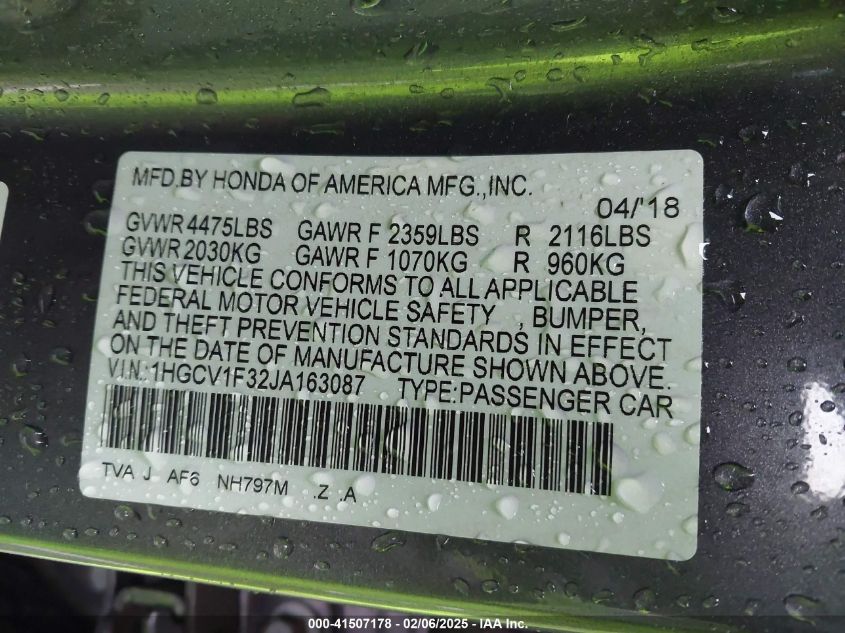 MFD.BY HONDA OF AMERICA MFG.,INC.
04/'18
GVWR 4475LBS GAWR F 2359LBS R 2116LBS
GVWR 2030KG GAWR F 1070KG R 960KG
THIS VEHICLE CONFORMS TO ALL APPLICABLE
FEDERAL MOTOR VEHICLE SAFETY , BUMPER,
AND THEFT PREVENTION STANDARDS IN EFFECT
ON THE DATE OF MANUFACTURE SHOWN ABOVE.
V.I.N.:1HGCV1F32JA163087 TYPE:PASSENGER CAR
TVA J AF6 NH797M .Z .A
000-41507178 - 02/06/2025 - IAA Inc.